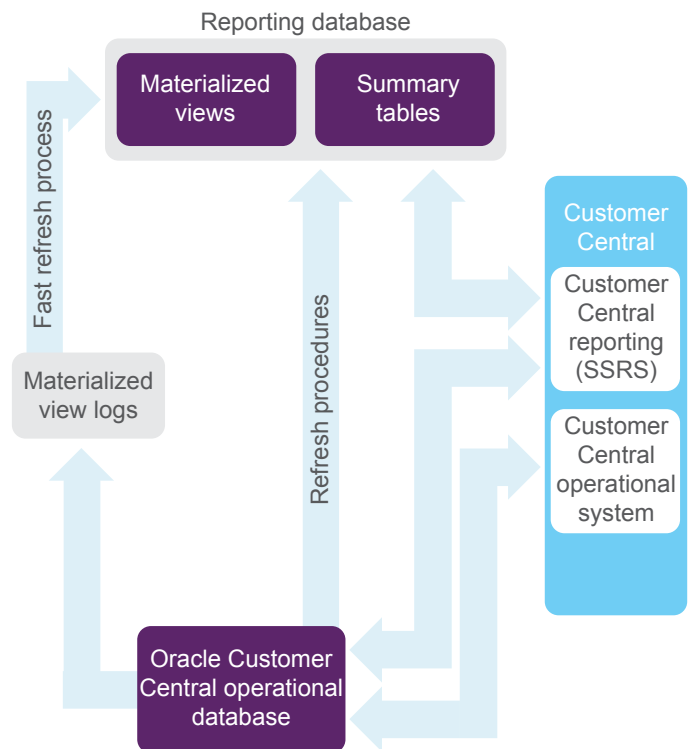 Reporting database
Materialized
views
Summary
tables
Fast refresh process
Customer
Central
Customer
Central
reporting
(SSRS)
Materialized
view logs
Refresh procedures
Customer
Central
operational
system
Oracle Customer
Central operational
database